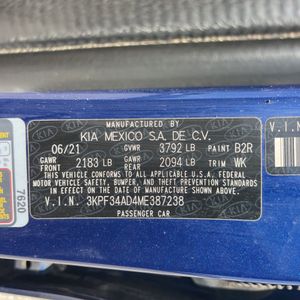 MANUFACTURED BY
KIA MEXICO S.A. DE C.V.
06/21 GVWR 3792 LB PAINT B2R
GAWR FRONT 2183 LB GAWR REAR 2094 LB TRIM WK
THIS VEHICLE CONFORMS TO ALL APPLICABLE U.S.
FEDERAL MOTOR VEHICLE SAFETY, BUMPER, AND THEFT PREVENTION STANDARDS
IN EFFECT ON THE DATE OF MANUFACTURE SHOWN ABOVE.
V.I.N. 3KPF34AD4ME387238
PASSENGER CAR
7620
V.I.N.